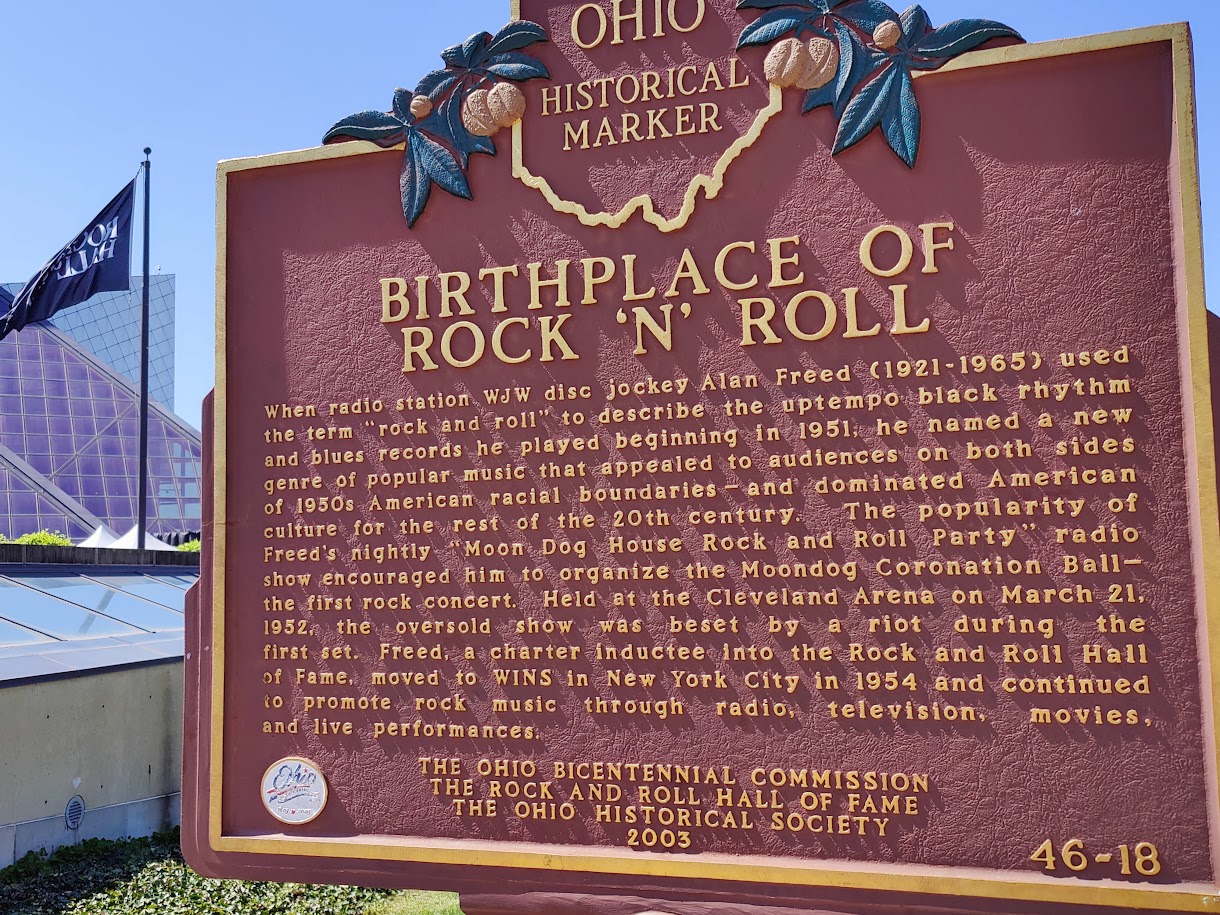 OHIO
HISTORICAL
MARKER
ROCK
HALL
BIRTHPLACE OF
ROCK 'N' ROLL
When radio station WJW disc jockey Alan Freed (1921-1965) used
the term "rock and roll" to describe the uptempo black rhythm
and blues records he played beginning in 1951, he named a new
genre of popular music that appealed to audiences on both sides
of 1950s American racial boundaries—and dominated American
culture for the rest of the 20th century. The popularity of
Freed's nightly "Moon Dog House Rock and Roll Party" radio
show encouraged him to organize the Moondog Coronation Ball—
the first rock concert. Held at the Cleveland Arena on March 21,
1952, the oversold show was beset by a riot during the
first set. Freed, a charter inductee into the Rock and Roll Hall
of Fame, moved to WINS in New York City in 1954 and continued
to promote rock music through radio, television, movies,
and live performances.
Ohio
THE OHIO BICENTENNIAL COMMISSION
THE ROCK AND ROLL HALL OF FAME
THE OHIO HISTORICAL SOCIETY
2003
46-18